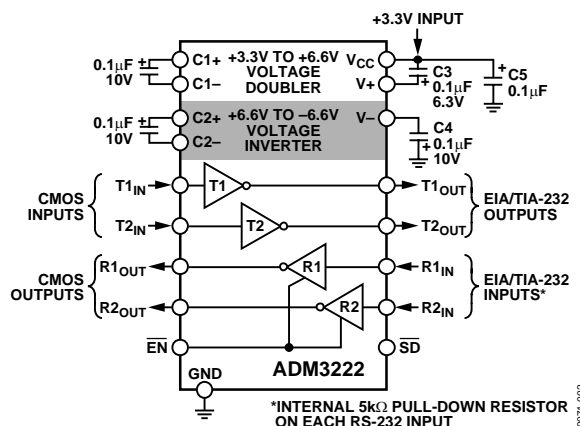 +3.3V INPUT
0.1μF
10V
C1+
C1–
+3.3V TO +6.6V
VOLTAGE
DOUBLER
VCC
V+
C3
0.1μF
6.3V
C5
0.1μF
0.1μF
10V
C2+
C2–
+6.6V TO –6.6V
VOLTAGE
INVERTER
V–
C4
0.1μF
10V
CMOS
INPUTS
T1IN
T1
T1OUT
T2IN
T2
T2OUT
EIA/TIA-232
OUTPUTS
CMOS
OUTPUTS
R1OUT
R1
R1IN
R2OUT
R2
R2IN
EIA/TIA-232
INPUTS*
EN
SD
ADM3222
GND
*INTERNAL 5kΩ PULL-DOWN RESISTOR
ON EACH RS-232 INPUT